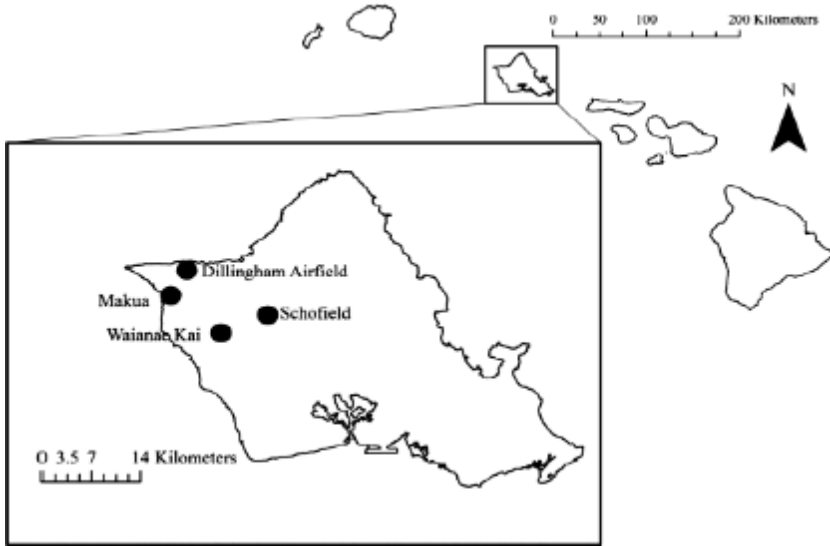 0 50 100 200 Kilometers
N
Dillingham Airfield
Makua
Schofield
Waianae Kai
0 3.5 7 14 Kilometers